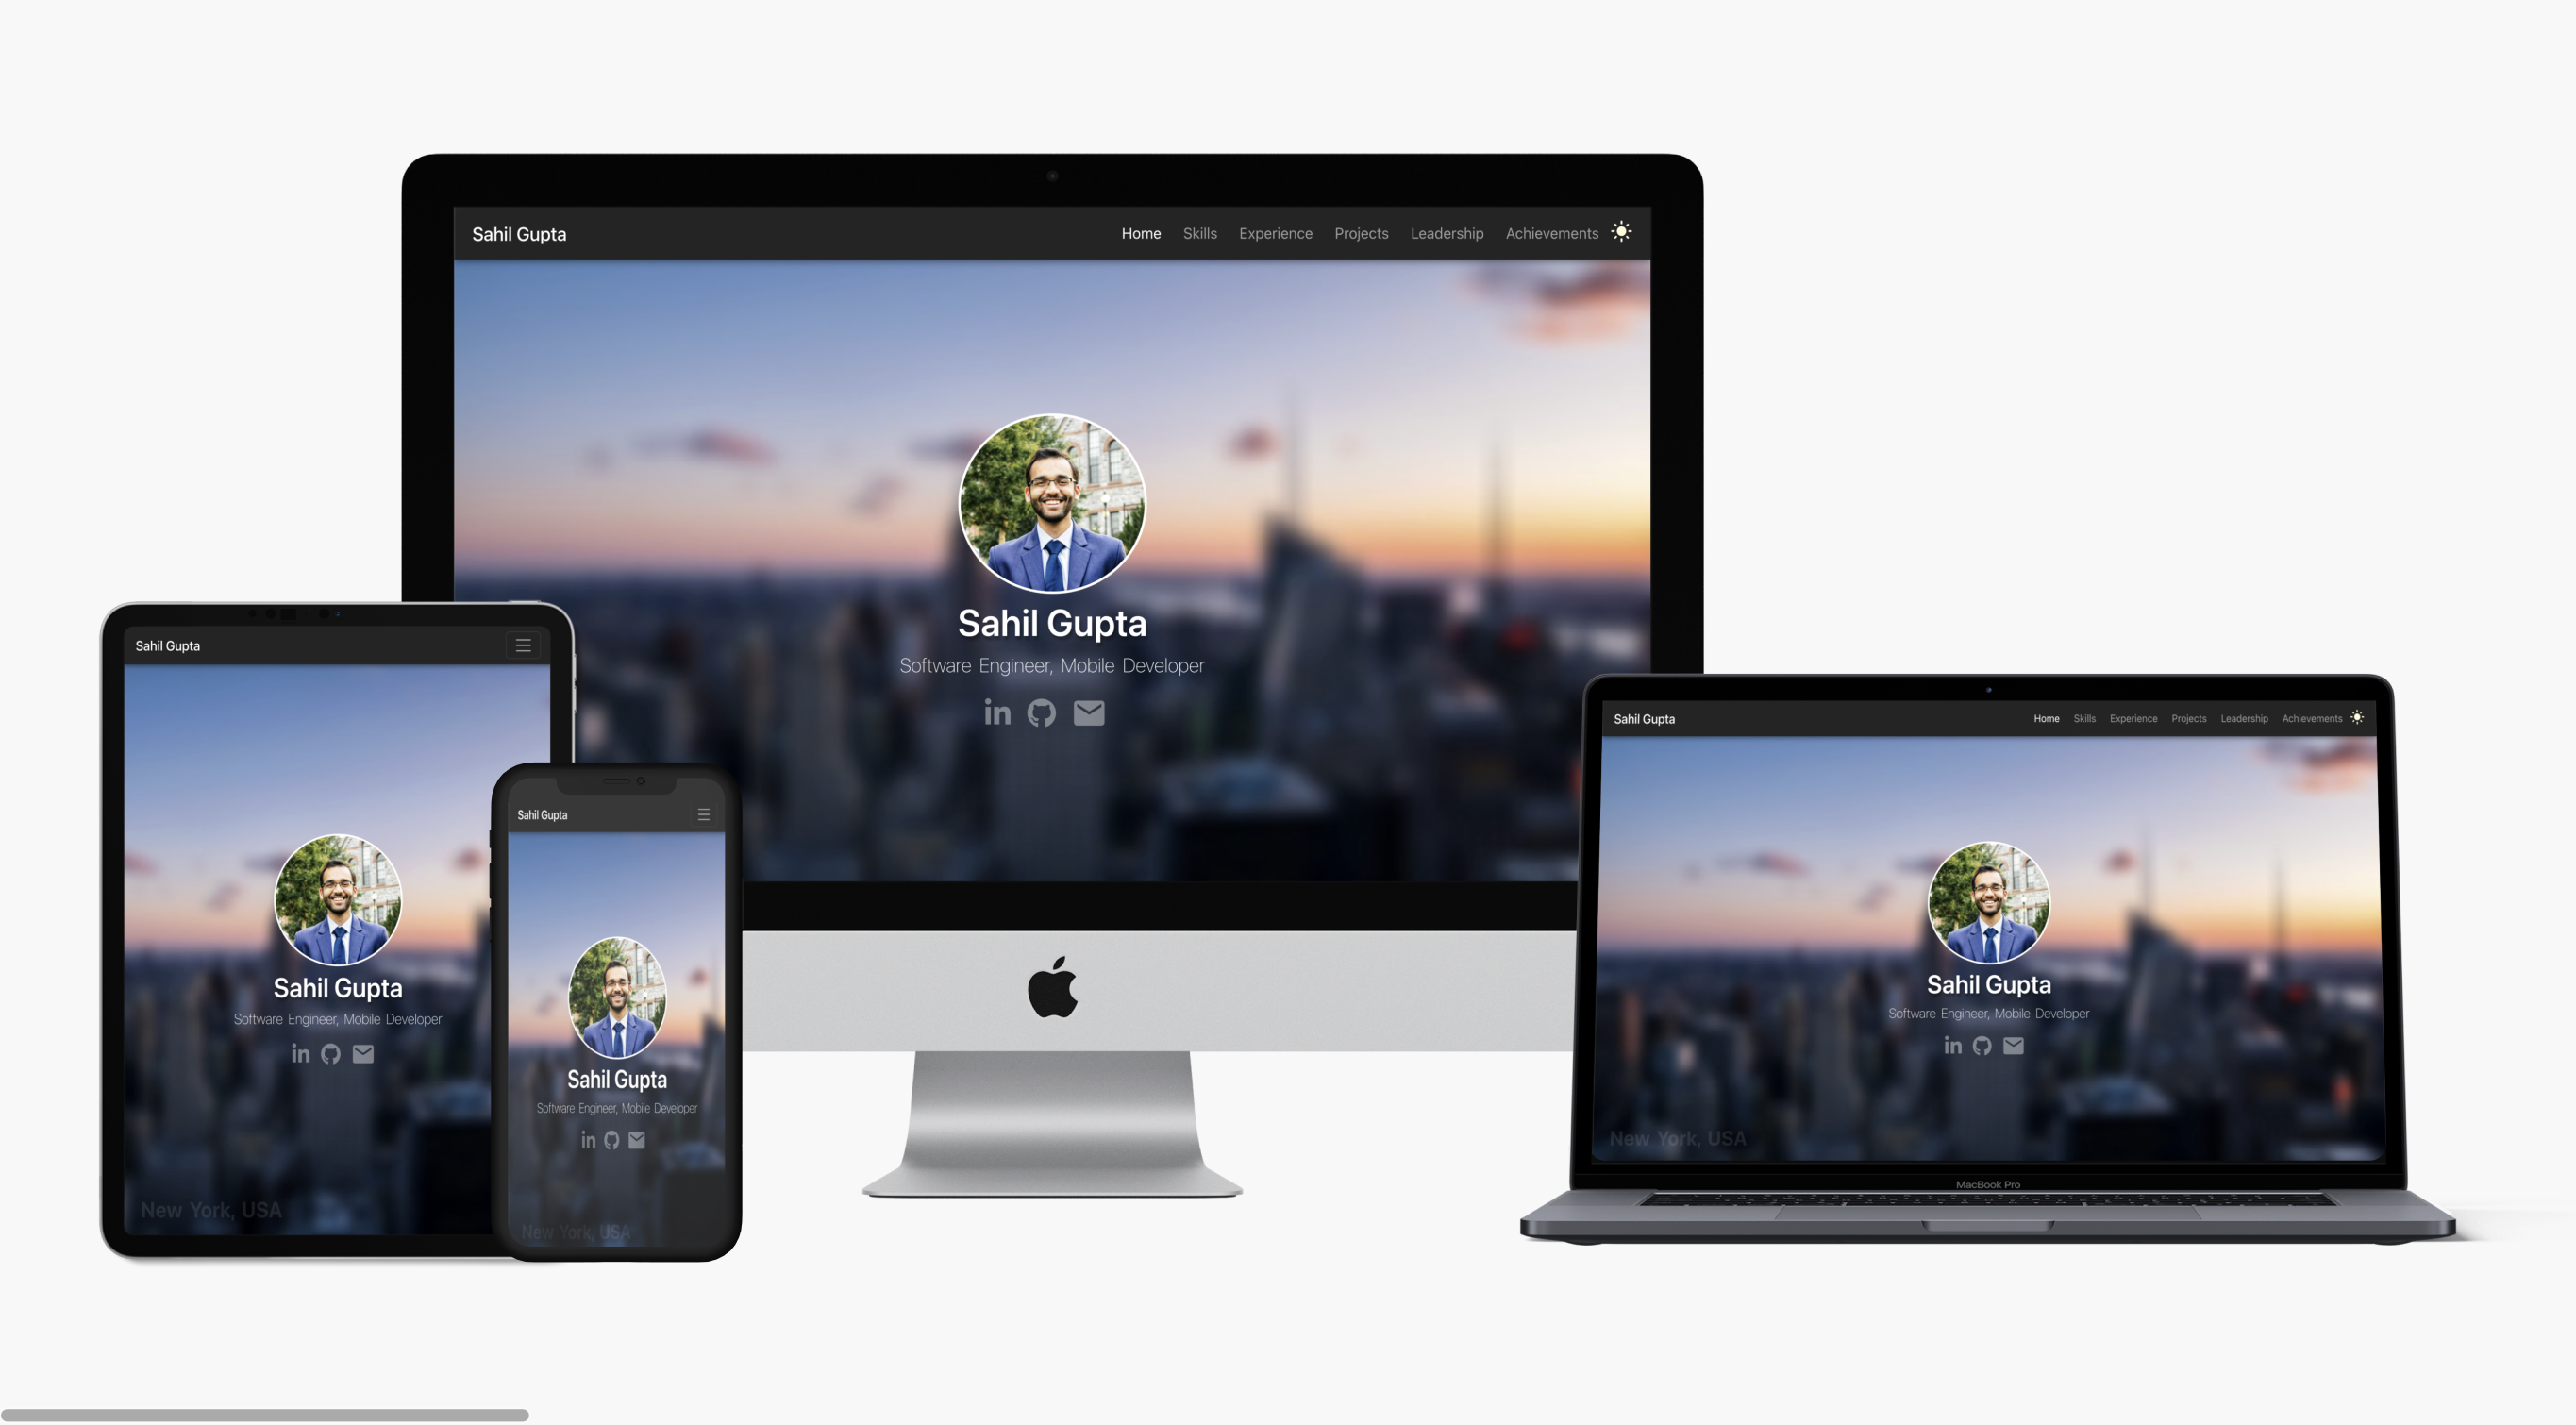 Sahil Gupta
Home Skills Experience Projects Leadership Achievements
Sahil Gupta
Software Engineer, Mobile Developer
in
Sahil Gupta
Sahil Gupta
Software Engineer, Mobile Developer
in
New York, USA
Sahil Gupta
Sahil Gupta
Software Engineer, Mobile Developer
in
New York, USA
Sahil Gupta
Home Skills Experience Projects Leadership Achievements
Sahil Gupta
Software Engineer, Mobile Developer
in
New York, USA
MacBook Pro